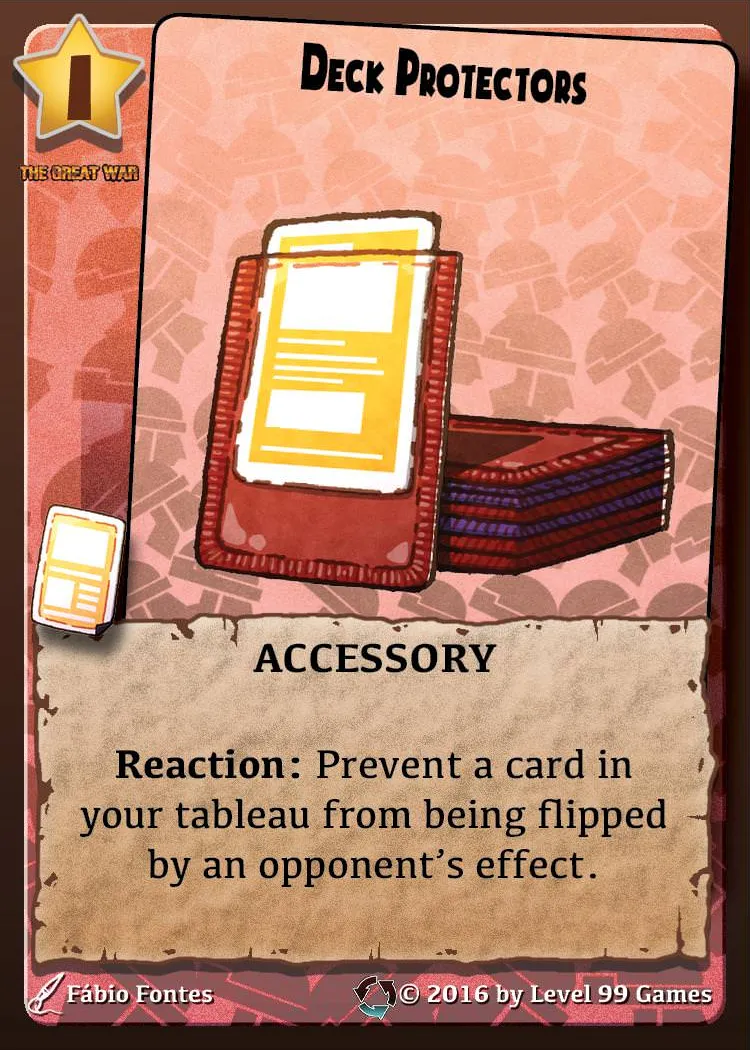 Deck Protectors
1
THE GREAT WAR
ACCESSORY
Reaction: Prevent a card in
your tableau from being flipped
by an opponent's effect.
Fábio Fontes
© 2016 by Level 99 Games